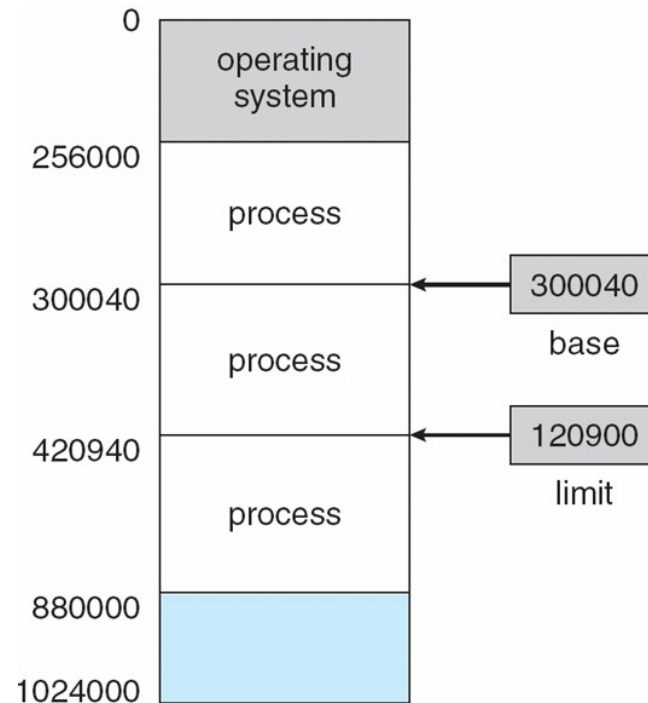 0
operating
system
256000
process
300040
300040
base
process
420940
120900
limit
process
880000
1024000